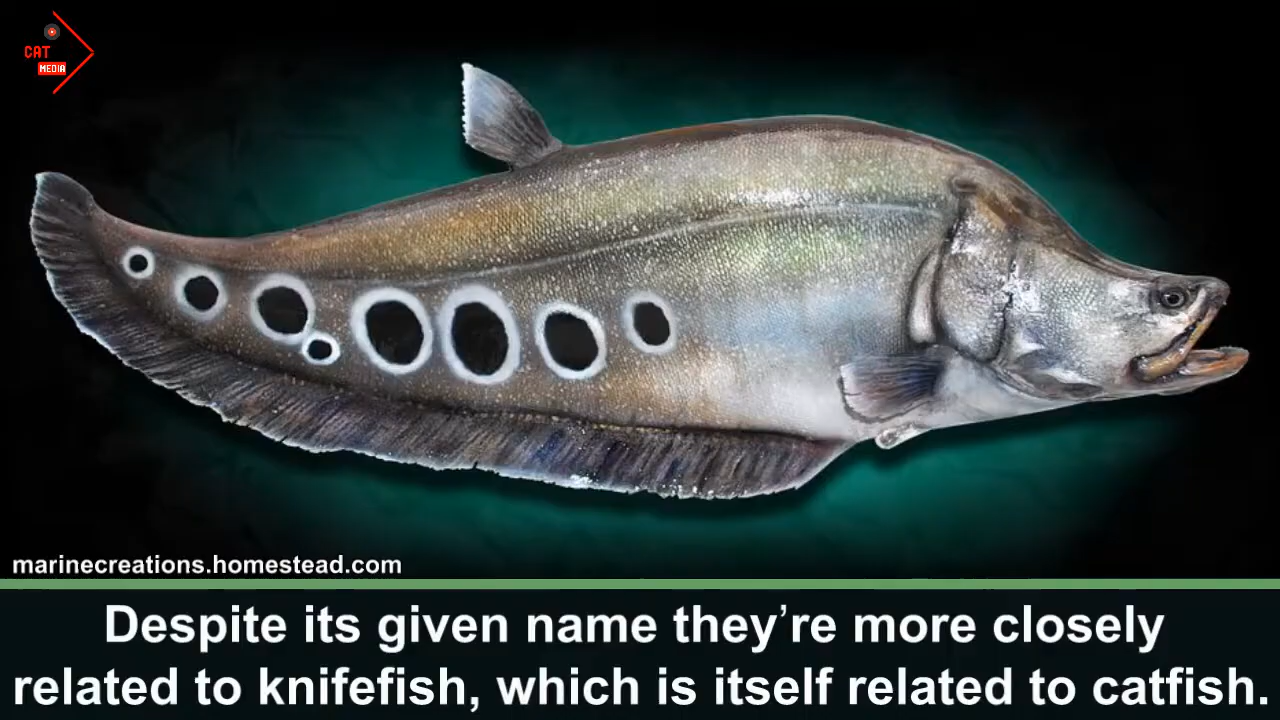 CAT
MEDIA
marinecreations.homestead.com
Despite its given name they’re more closely
related to knifefish, which is itself related to catfish.